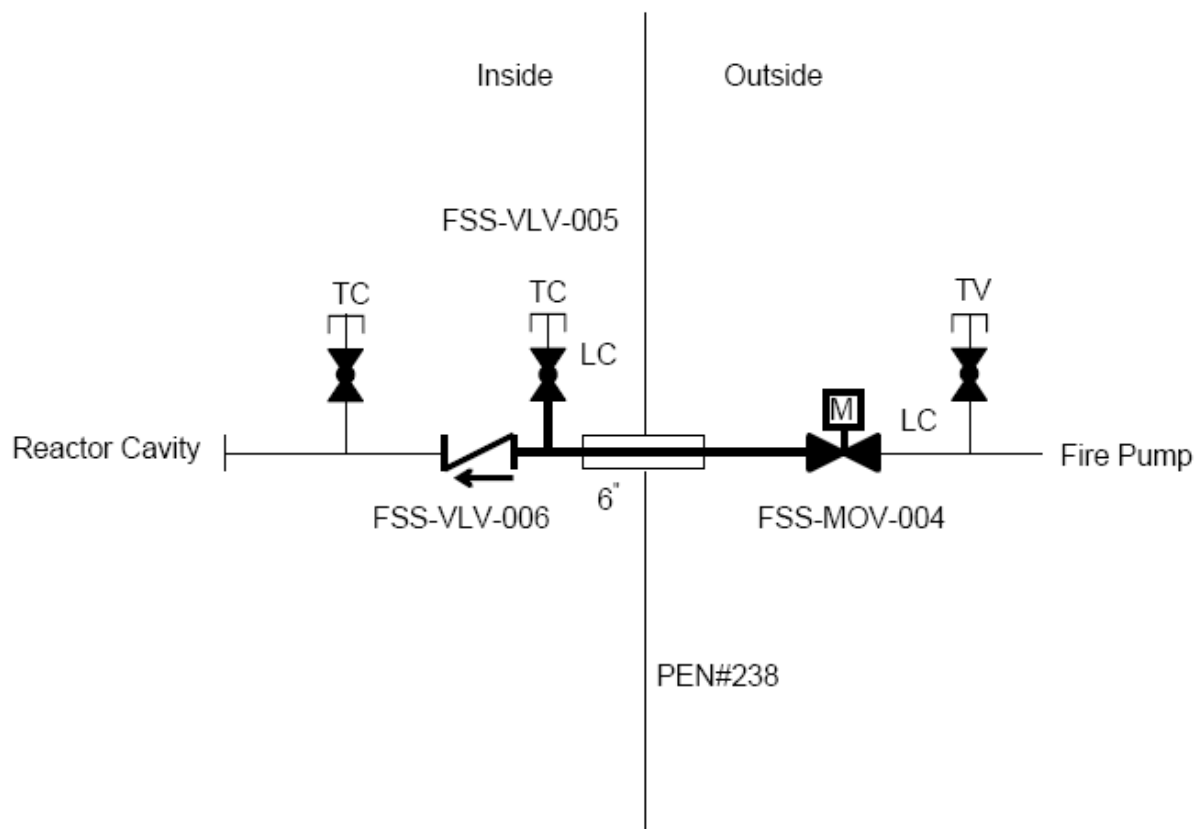 Inside
Outside
FSS-VLV-005
TC
TC
TV
LC
M
LC
Reactor Cavity
Fire Pump
6"
FSS-VLV-006
FSS-MOV-004
PEN#238